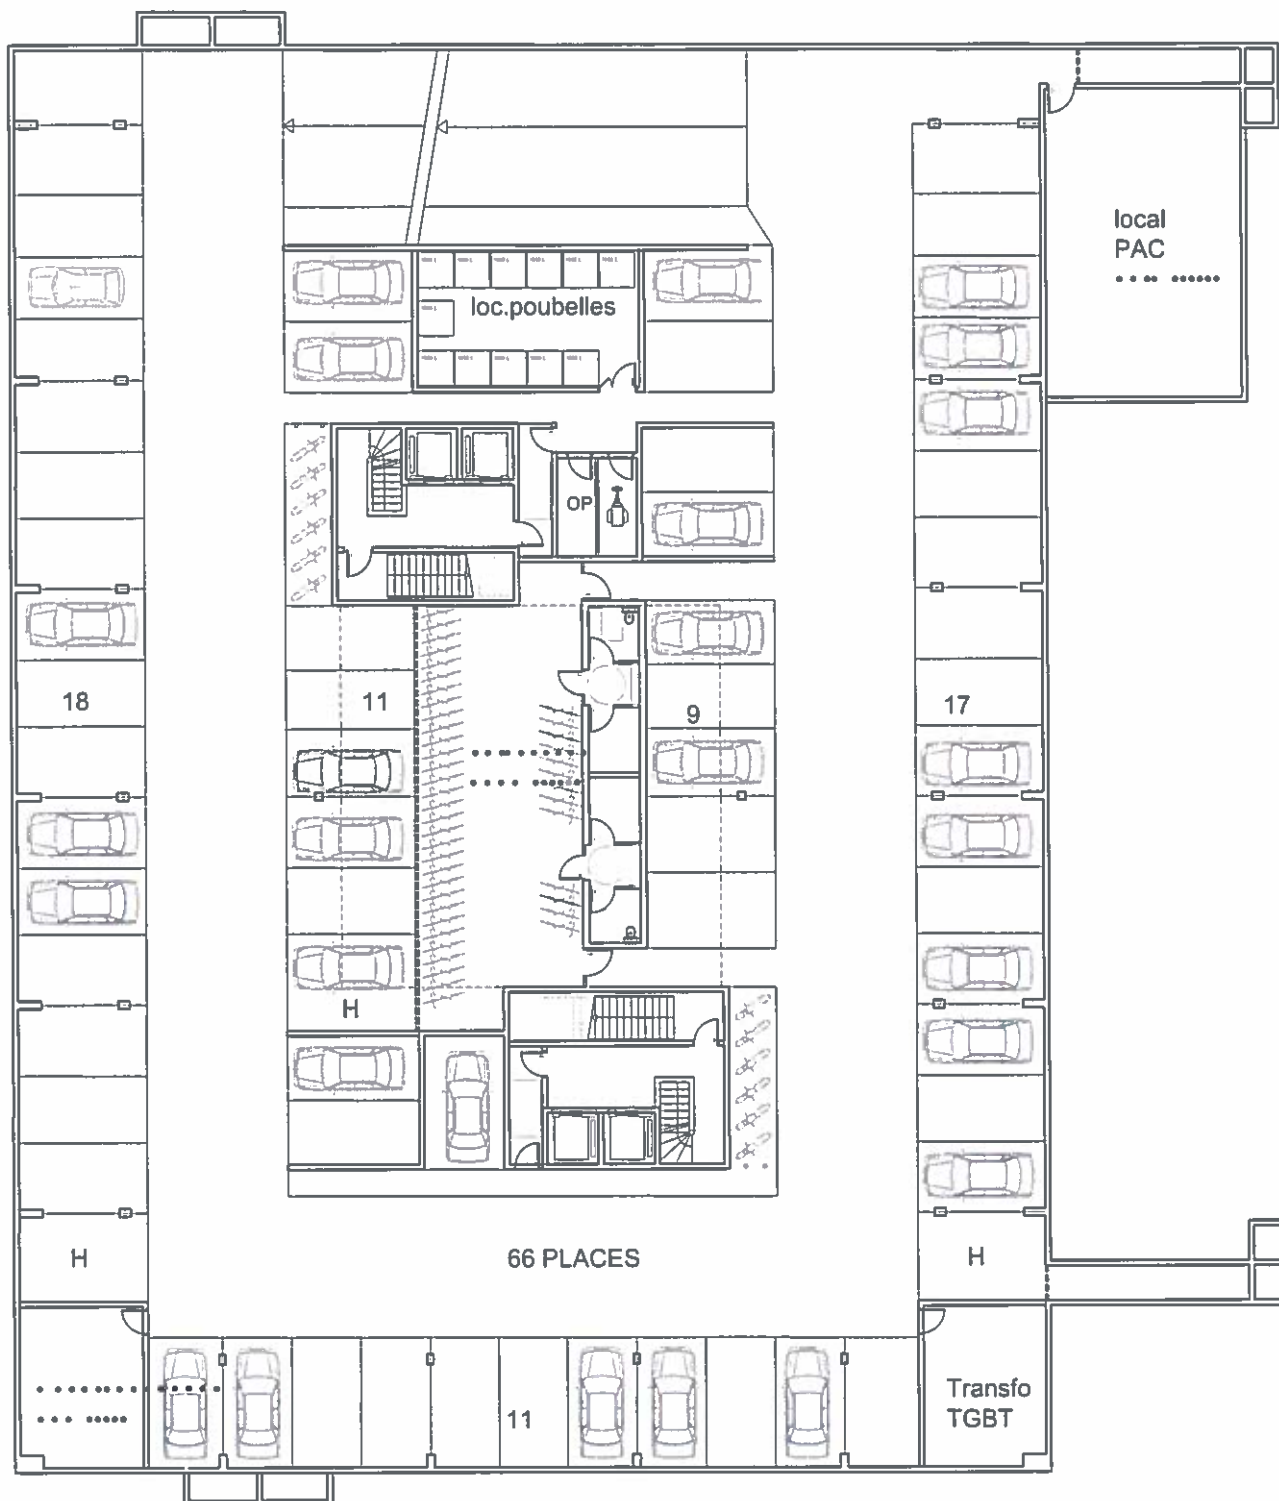 local
PAC
loc.poubelles
OP
18
11
9
17
H
H
66 PLACES
H
11
Transfo
TGBT